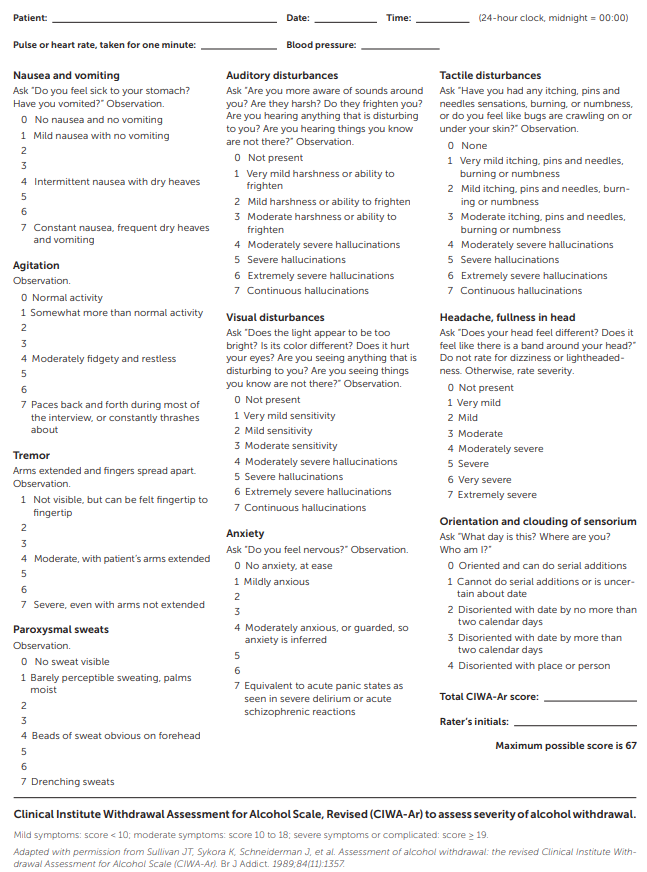 Patient: Date: Time: (24-hour clock, midnight = 00:00)
Pulse or heart rate, taken for one minute: Blood pressure:
Nausea and vomiting
Ask "Do you feel sick to your stomach?
Have you vomited?" Observation.
0 No nausea and no vomiting
1 Mild nausea with no vomiting
2
3
4 Intermittent nausea with dry heaves
5
6
7 Constant nausea, frequent dry heaves
and vomiting
Agitation
Observation.
0 Normal activity
1 Somewhat more than normal activity
2
3
4 Moderately fidgety and restless
5
6
7 Paces back and forth during most of
the interview, or constantly thrashes
about
Tremor
Arms extended and fingers spread apart.
Observation.
1 Not visible, but can be felt fingertip to
fingertip
2
3
4 Moderate, with patient's arms extended
5
6
7 Severe, even with arms not extended
Paroxysmal sweats
Observation.
0 No sweat visible
1 Barely perceptible sweating, palms
moist
2
3
4 Beads of sweat obvious on forehead
5
6
7 Drenching sweats
Auditory disturbances
Ask "Are you more aware of sounds around
you? Are they harsh? Do they frighten you?
Are you hearing anything that is disturbing
to you? Are you hearing things you know
are not there?" Observation.
0 Not present
1 Very mild harshness or ability to
frighten
2 Mild harshness or ability to frighten
3 Moderate harshness or ability to
frighten
4 Moderately severe hallucinations
5 Severe hallucinations
6 Extremely severe hallucinations
7 Continuous hallucinations
Visual disturbances
Ask "Does the light appear to be too
bright? Is its color different? Does it hurt
your eyes? Are you seeing anything that is
disturbing to you? Are you seeing things
you know are not there?" Observation.
0 Not present
1 Very mild sensitivity
2 Mild sensitivity
3 Moderate sensitivity
4 Moderately severe hallucinations
5 Severe hallucinations
6 Extremely severe hallucinations
7 Continuous hallucinations
Anxiety
Ask "Do you feel nervous?" Observation.
0 No anxiety, at ease
1 Mildly anxious
2
3
4 Moderately anxious, or guarded, so
anxiety is inferred
5
6
7 Equivalent to acute panic states as
seen in severe delirium or acute
schizophrenic reactions
Tactile disturbances
Ask "Have you had any itching, pins and
needles sensations, burning, or numbness,
or do you feel like bugs are crawling on or
under your skin?" Observation.
0 None
1 Very mild itching, pins and needles,
burning or numbness
2 Mild itching, pins and needles, burn-
ing or numbness
3 Moderate itching, pins and needles,
burning or numbness
4 Moderately severe hallucinations
5 Severe hallucinations
6 Extremely severe hallucinations
7 Continuous hallucinations
Headache, fullness in head
Ask "Does your head feel different? Does it
feel like there is a band around your head?"
Do not rate for dizziness or lightheaded-
ness. Otherwise, rate severity.
0 Not present
1 Very mild
2 Mild
3 Moderate
4 Moderately severe
5 Severe
6 Very severe
7 Extremely severe
Orientation and clouding of sensorium
Ask "What day is this? Where are you?
Who am I?"
0 Oriented and can do serial additions
1 Cannot do serial additions or is uncer-
tain about date
2 Disoriented with date by no more than
two calendar days
3 Disoriented with date by more than
two calendar days
4 Disoriented with place or person
Total CIWA-Ar score:
Rater's initials:
Maximum possible score is 67
Clinical Institute Withdrawal Assessment for Alcohol Scale, Revised (CIWA-Ar) to assess severity of alcohol withdrawal.
Mild symptoms: score < 10; moderate symptoms: score 10 to 18; severe symptoms or complicated: score ≥ 19.
Adapted with permission from Sullivan JT, Sykora K, Schneiderman J, et al. Assessment of alcohol withdrawal: the revised Clinical Institute With-
drawal Assessment for Alcohol Scale (CIWA-Ar). Br J Addict. 1989;84(11):1357.